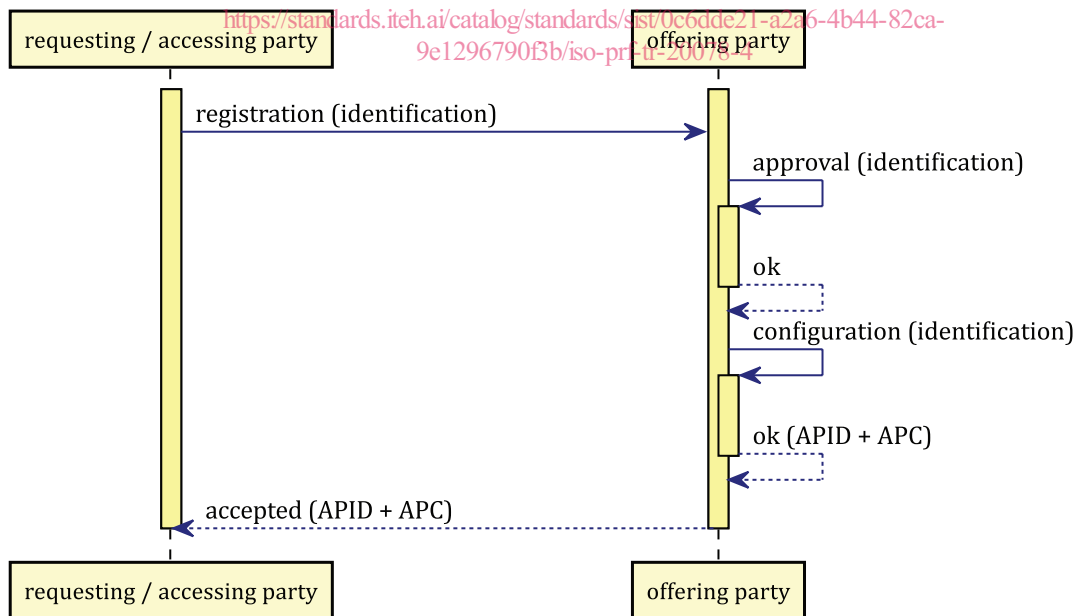 https://standards.iteh.ai/catalog/standards/sist/0c6dde21-a2a6-4b44-82ca-
9e1296790f3b/iso-prf-tr-20078-4
requesting / accessing party
offering party
registration (identification)
approval (identification)
ok
configuration (identification)
ok (APID + APC)
accepted (APID + APC)
requesting / accessing party
offering party